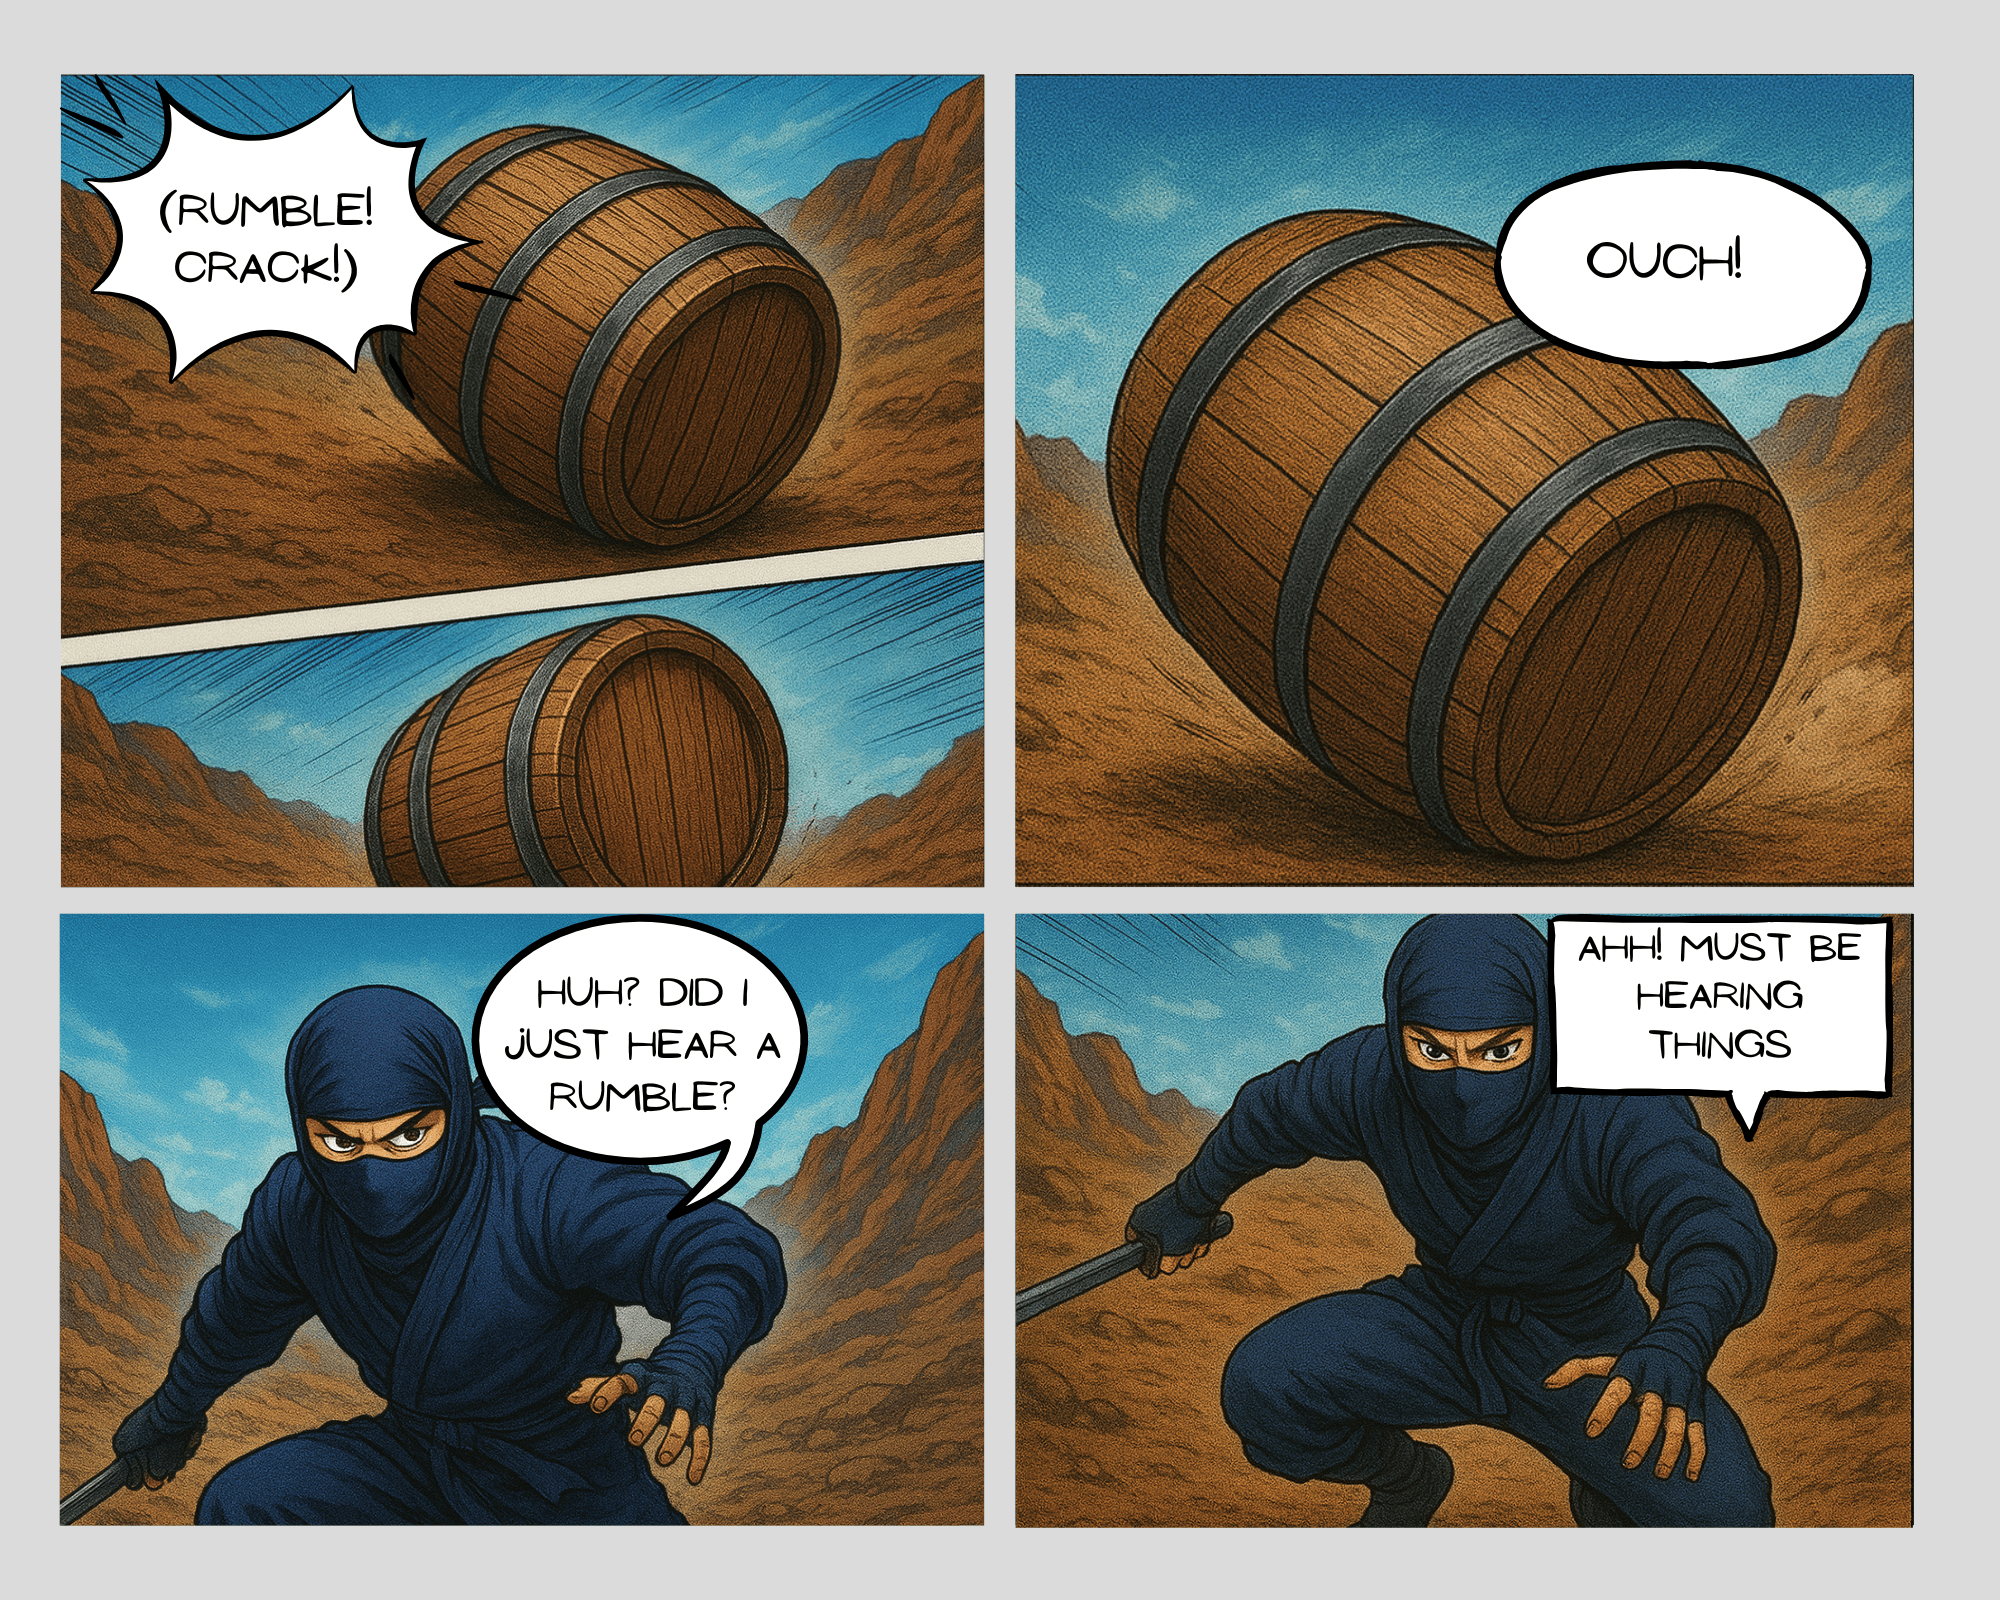 (RUMBLE!
CRACK!)
OUCH!
HUH? DID I
JUST HEAR A
RUMBLE?
AHH! MUST BE
HEARING
THINGS